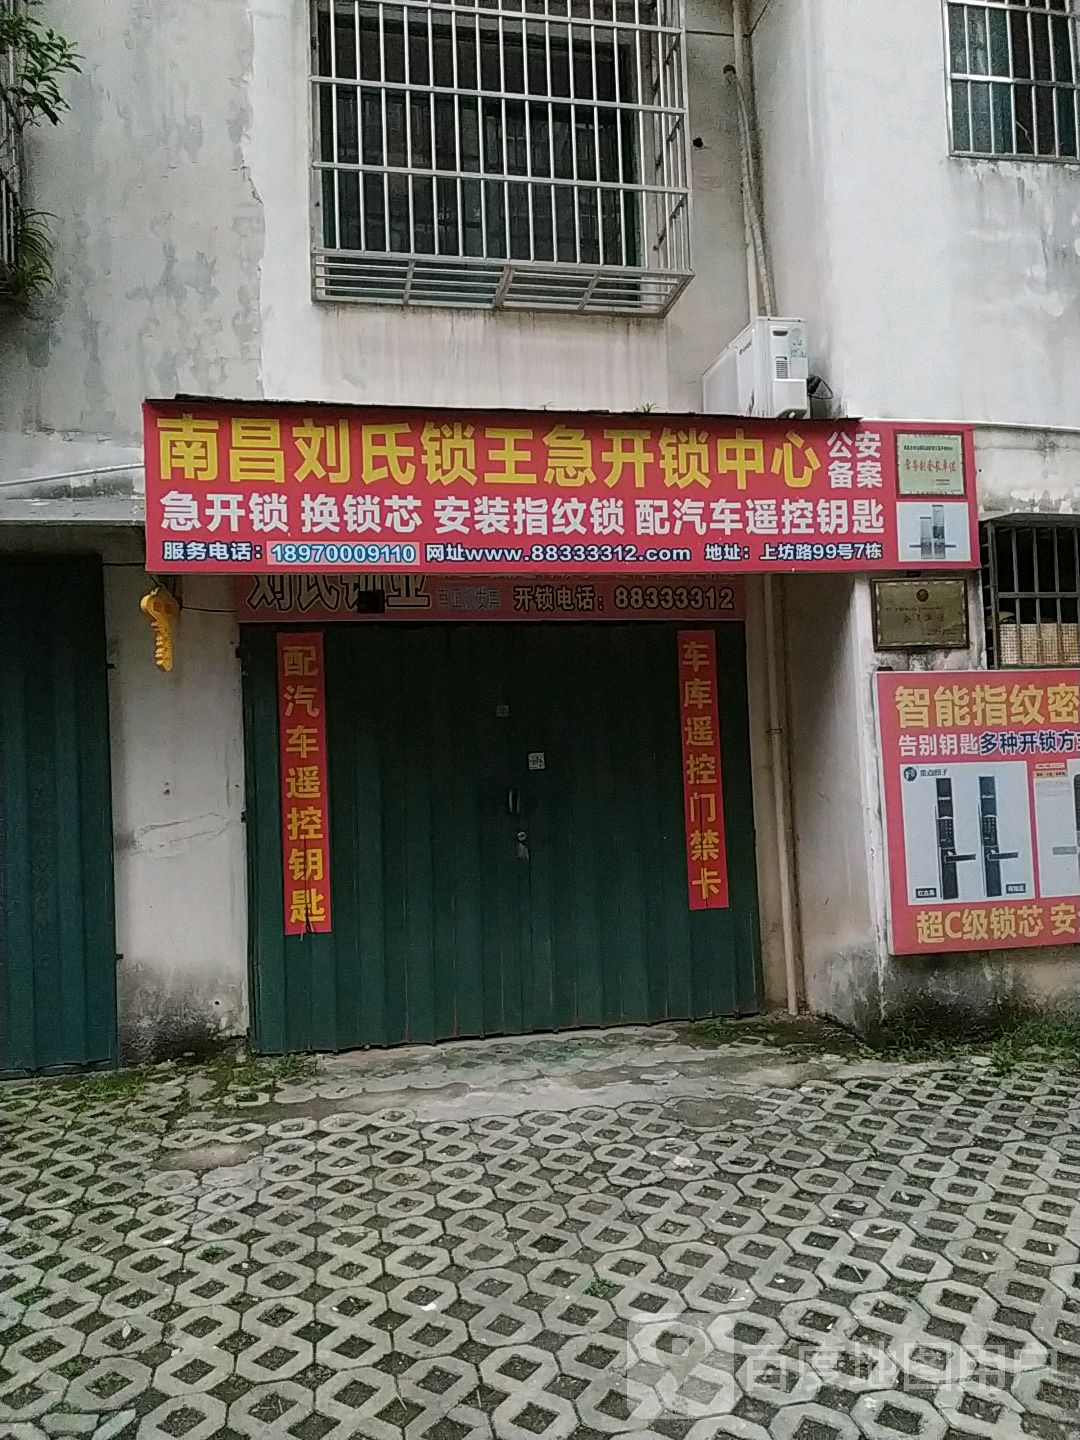 南昌刘氏锁王急开锁中心 公安备案
急开锁 换锁芯 安装指纹锁 配汽车遥控钥匙
服务电话：18970009110 网址www.88333312.com 地址：上坊路99号7栋
刘氏锁业 开锁电话：88333312
配汽车遥控钥匙
车库遥控门禁卡
智能指纹密
告别钥匙多种开锁方
超C级锁芯 安
百度地图用户